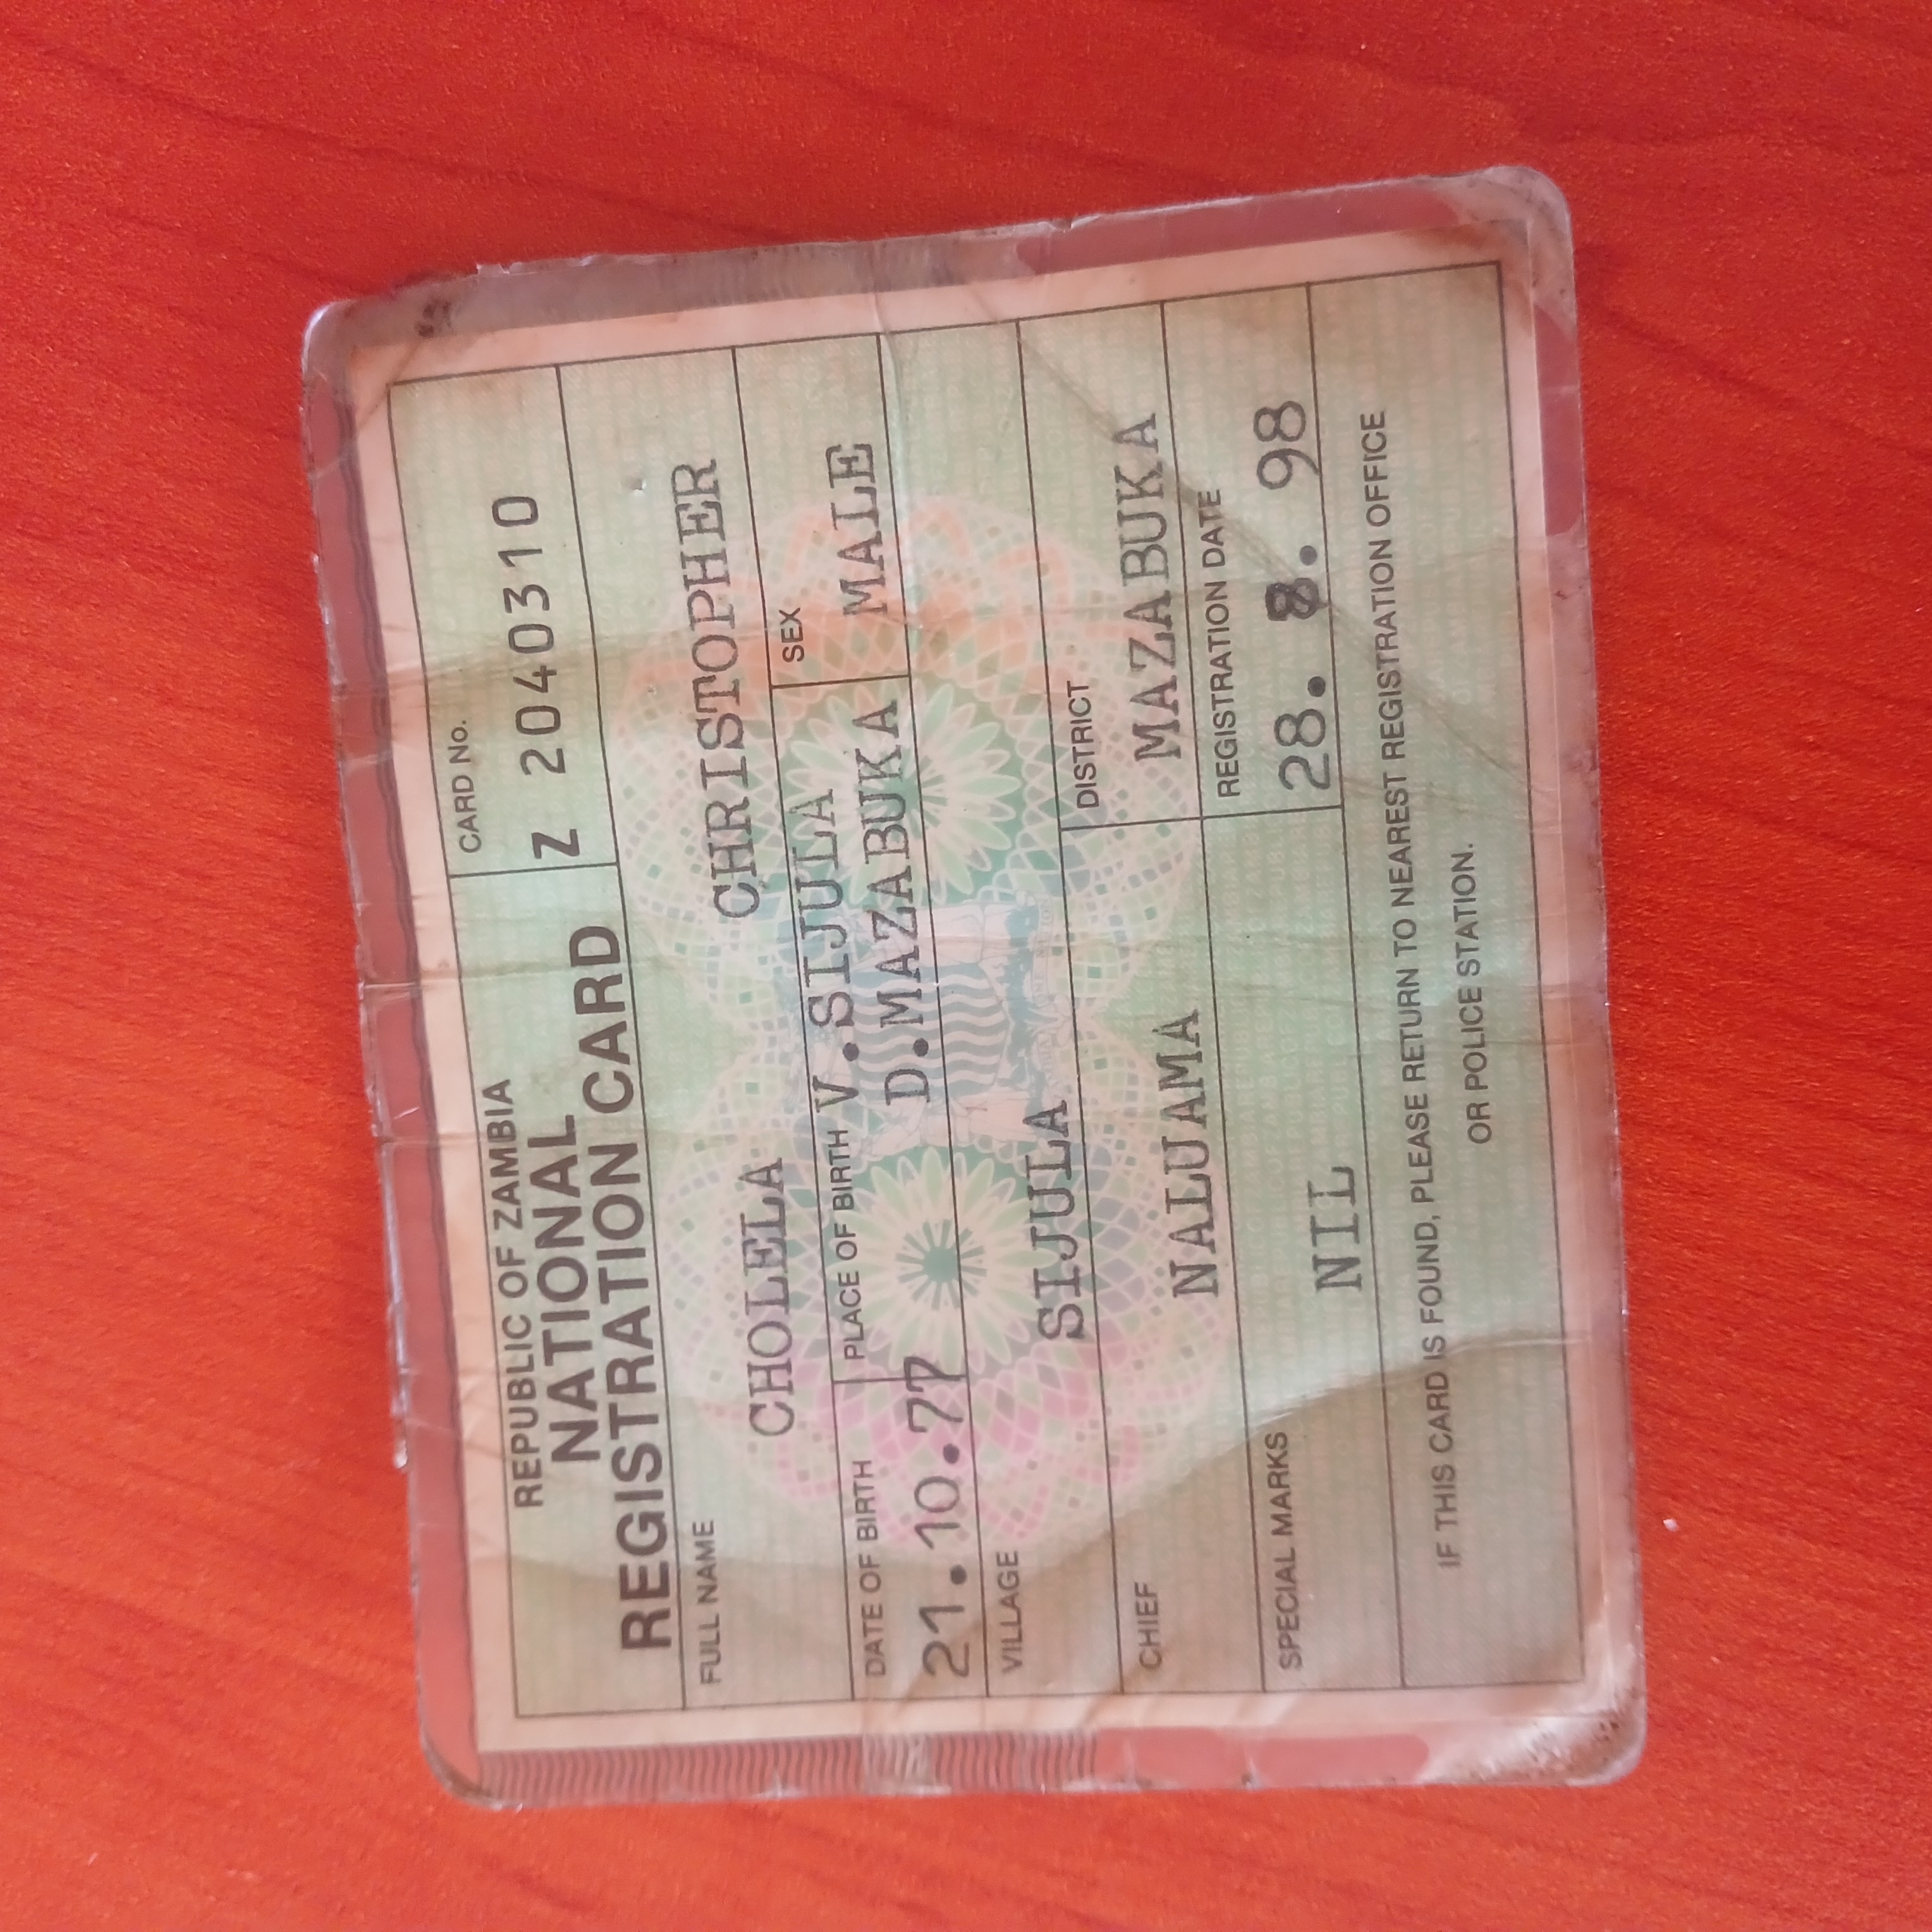 REPUBLIC OF ZAMBIA
NATIONAL
REGISTRATION CARD
CARD No.
Z 2040310
FULL NAME
CHOLELA CHRISTOPHER
DATE OF BIRTH
21.10.77
PLACE OF BIRTH V.SIJULA
D.MAZABUKA
SEX
MALE
VILLAGE
SIJULA
CHIEF
NALUAMA
DISTRICT
MAZABUKA
SPECIAL MARKS
NIL
REGISTRATION DATE
28. 8. 98
IF THIS CARD IS FOUND, PLEASE RETURN TO NEAREST REGISTRATION OFFICE
OR POLICE STATION.